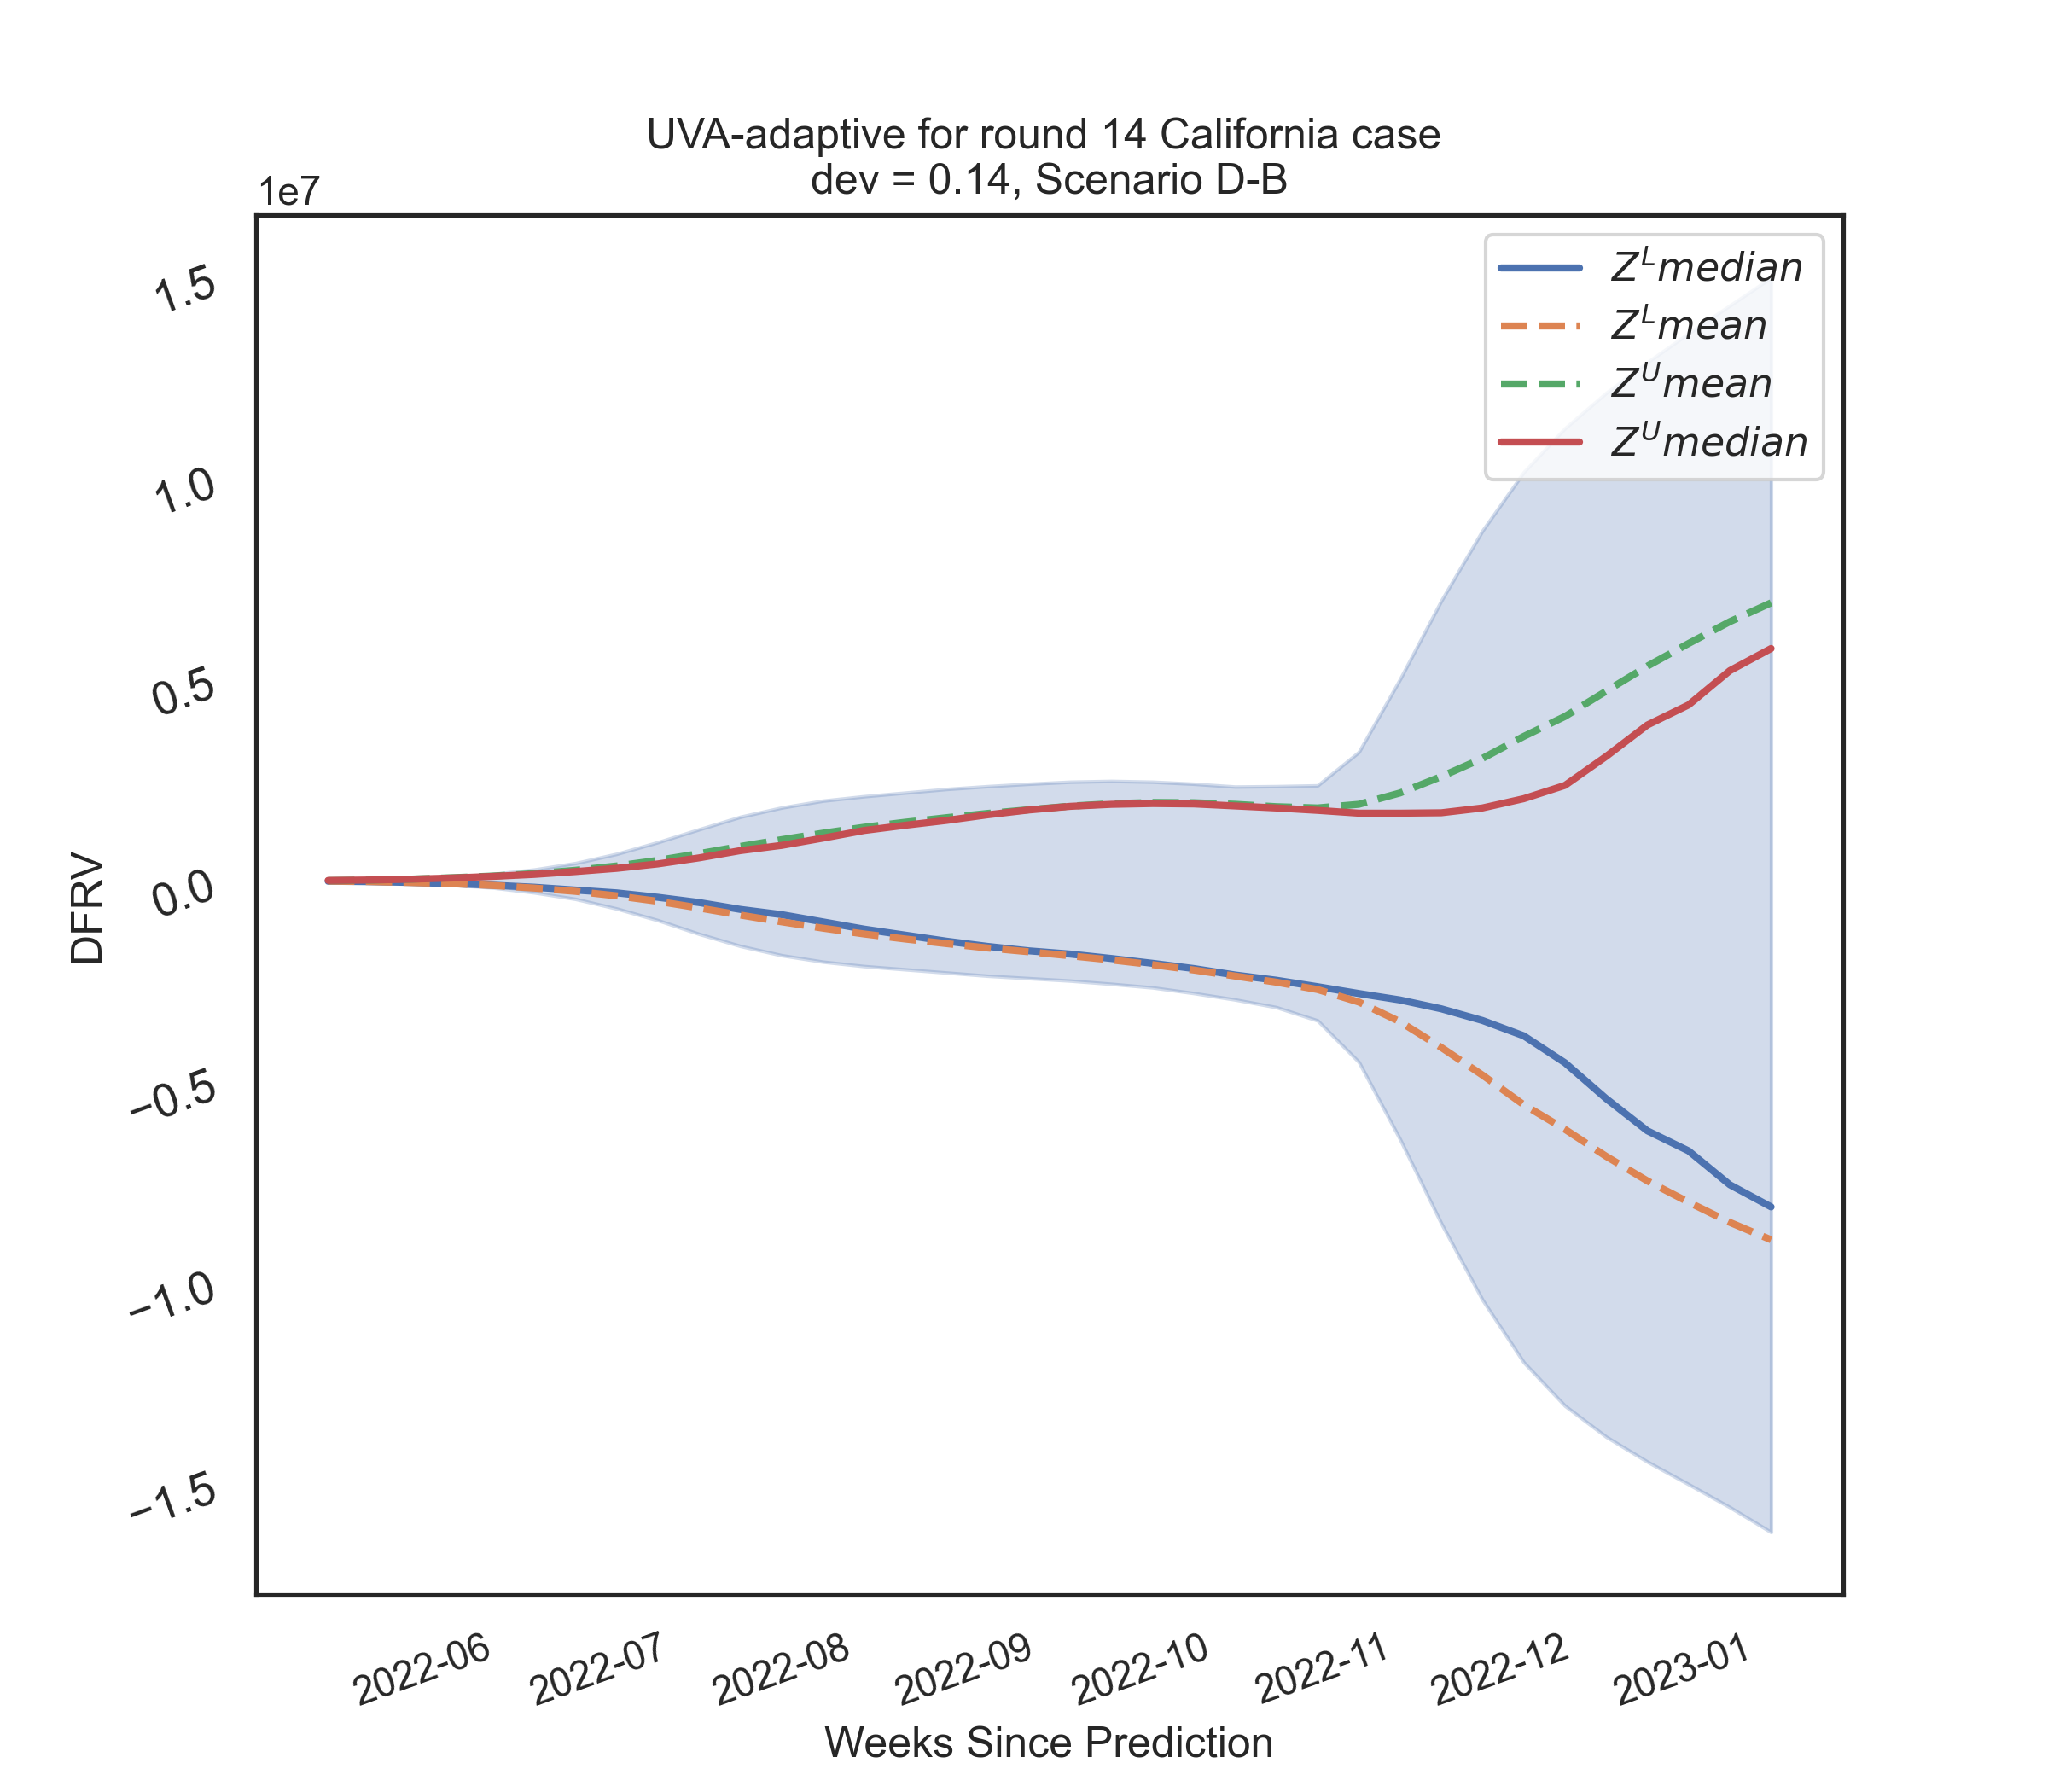 UVA-adaptive for round 14 California case
dev = 0.14, Scenario D-B
1e7
Z^L median
Z^L mean
Z^U mean
Z^U median
1.5
1.0
0.5
0.0
−0.5
−1.0
−1.5
DFRV
2022-06
2022-07
2022-08
2022-09
2022-10
2022-11
2022-12
2023-01
Weeks Since Prediction